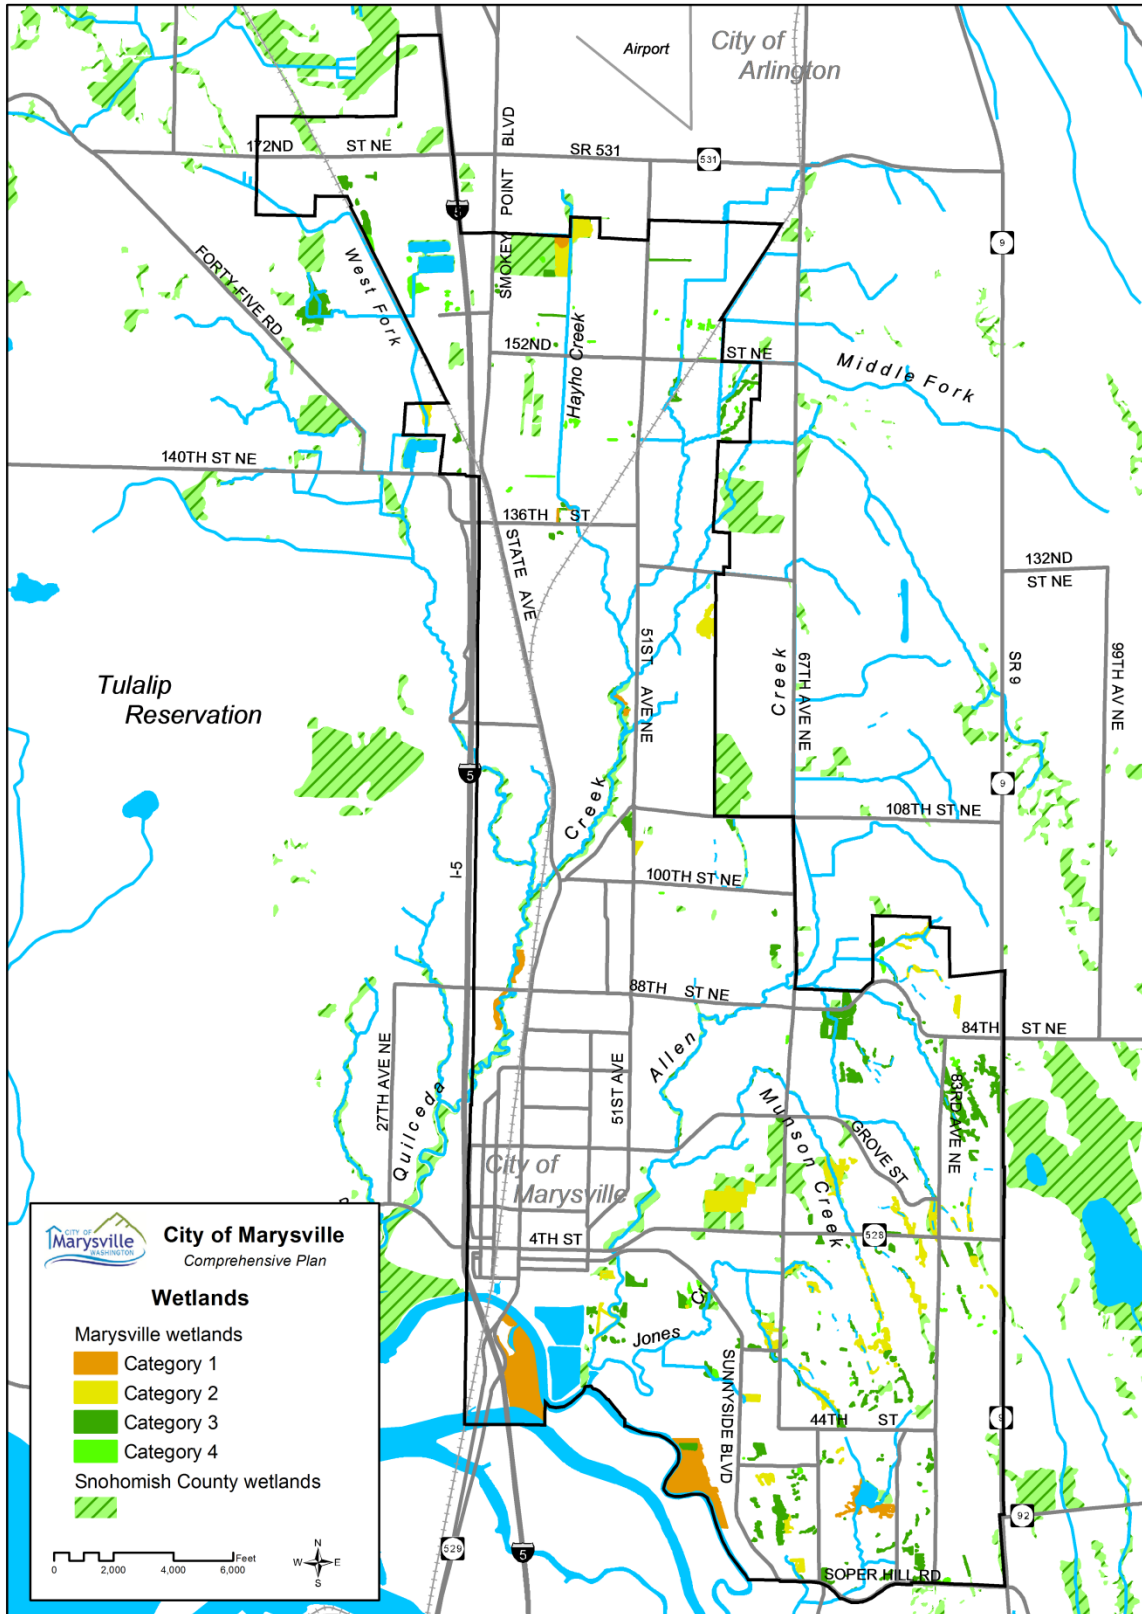 City of
Arlington
Airport
BLVD
172ND
ST NE
SR 531
531
POINT
5
SMOKEY
9
FORTY-FIVE RD
West Fork
Hayho Creek
152ND
ST NE
Middle Fork
140TH ST NE
136TH
ST
STATE AVE
132ND
ST NE
51ST
AVE NE
Creek
67TH AVE NE
SR 9
99TH AV NE
Tulalip
Reservation
5
9
Creek
108TH ST NE
I-5
100TH ST NE
88TH
ST NE
84TH
ST NE
27TH AVE NE
Quilceda
51ST AVE
Allen
Munson Creek
GROVE ST
83RD AVE NE
City of
Marysville
4TH ST
528
Jones
Cr
SUNNYSIDE BLVD
44TH
ST
9
92
SOPER HILL RD
529
5
CITY OF
Marysville
WASHINGTON
City of Marysville
Comprehensive Plan
Wetlands
Marysville wetlands
Category 1
Category 2
Category 3
Category 4
Snohomish County wetlands
Feet
0
2,000
4,000
6,000
N
W
E
S